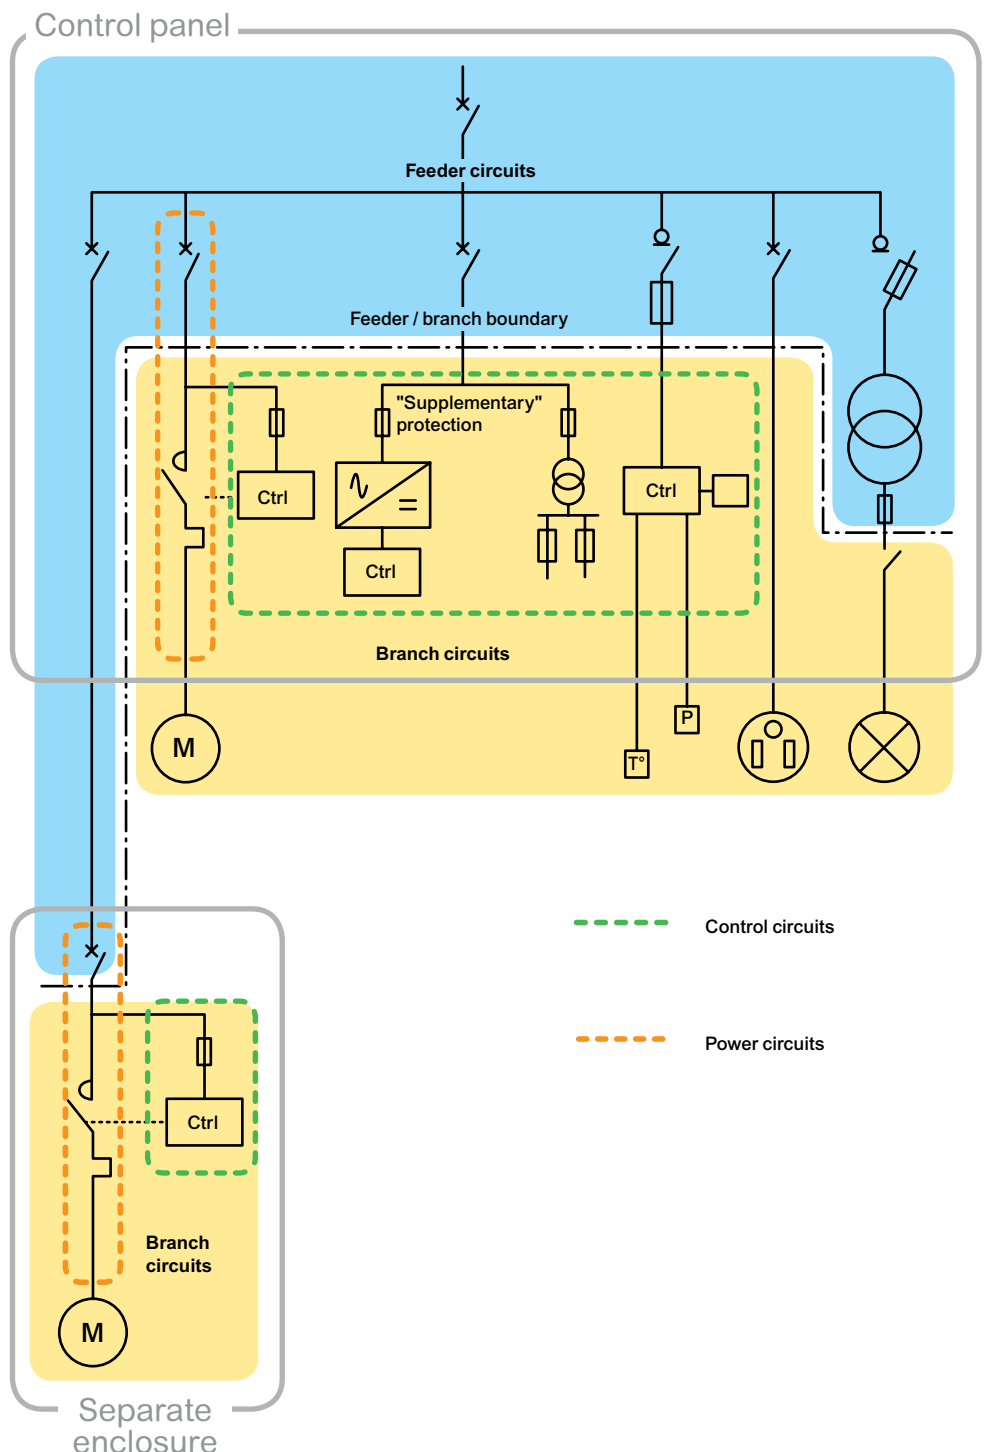 Control panel
Feeder circuits
Feeder / branch boundary
"Supplementary"
protection
Ctrl
Ctrl
Ctrl
Branch circuits
M
P
T°
Control circuits
Power circuits
Ctrl
Branch
circuits
M
Separate
enclosure